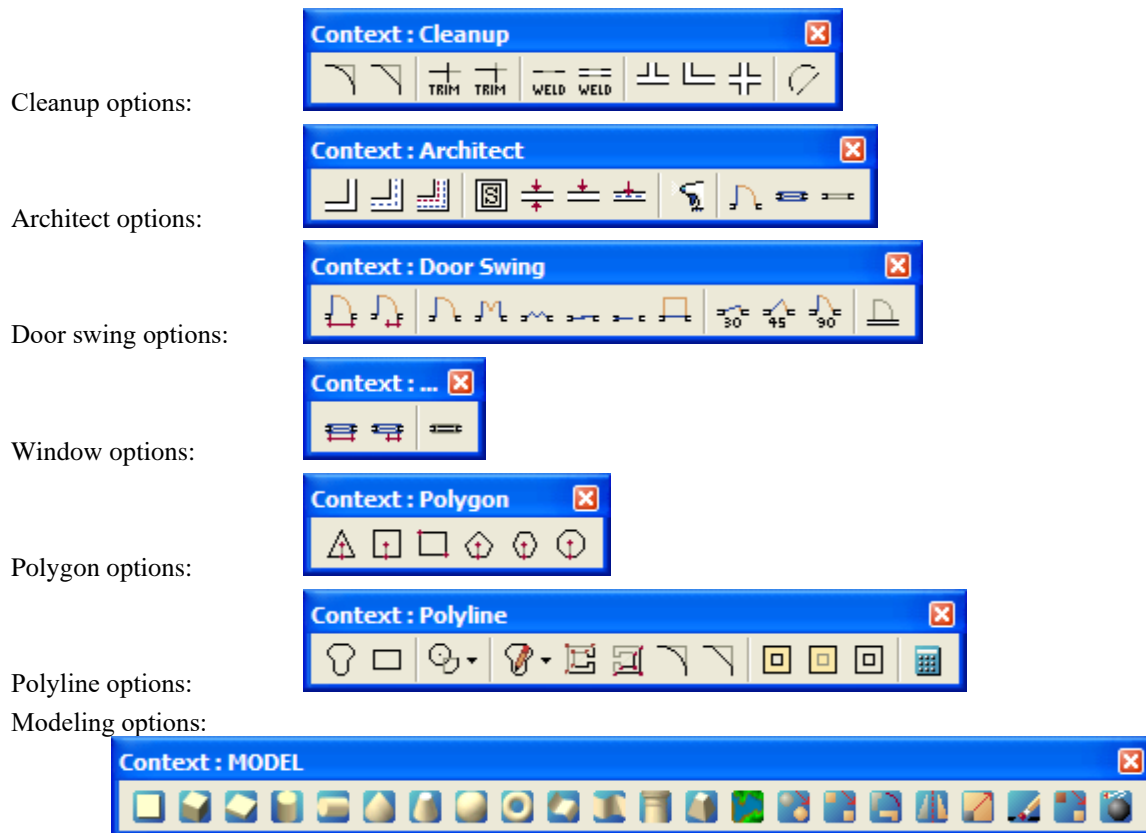 Context : Cleanup
TRIM TRIM WELD WELD
Cleanup options:
Context : Architect
S
Architect options:
Context : Door Swing
30 45 90
Door swing options:
Context : ...
Window options:
Context : Polygon
Polygon options:
Context : Polyline
Polyline options:
Modeling options:
Context : MODEL